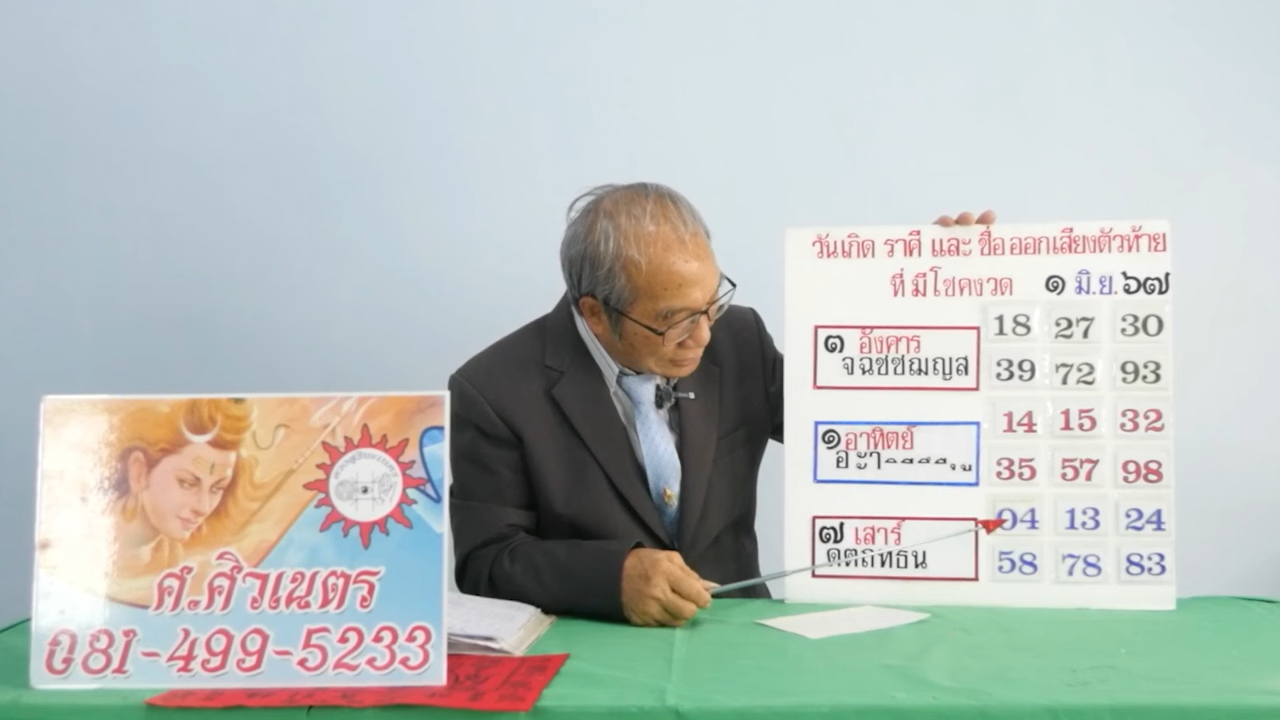 ศ.ศิวเนตร
081-499-5233
วันเกิด ราศี และ ชื่อออกเสียงตัวท้าย
ที่มีโชคงวด ๑ มิ.ย.๖๗
๓ อังคาร
จฉชซฌญส
18 27 30
39 72 93
๑ อาทิตย์
อะา
14 15 32
35 57 98
๗ เสาร์
ดตถทธน
04 13 24
58 78 83